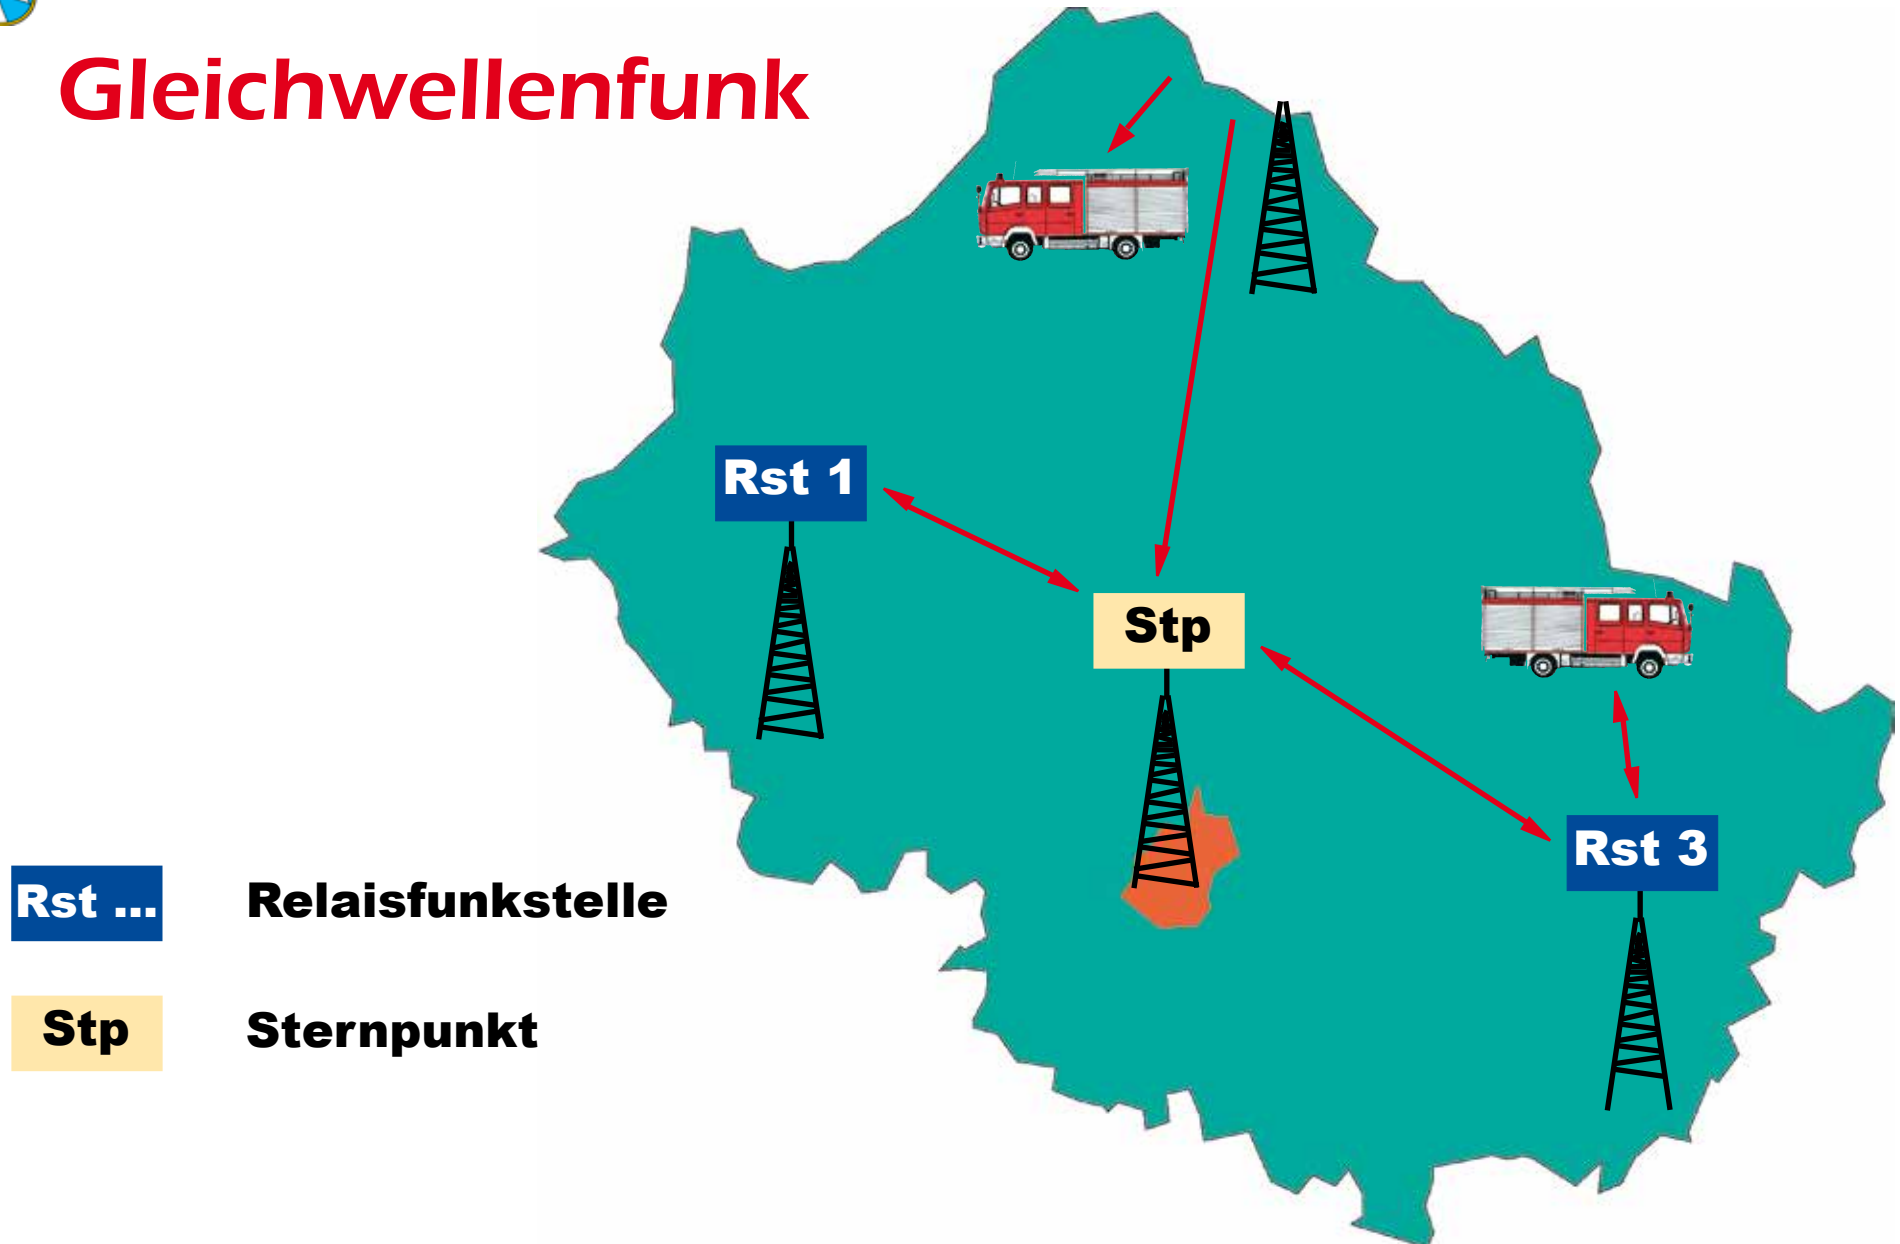 Gleichwellenfunk
Rst 1
Stp
Rst 3
Rst ... Relaisfunkstelle
Stp Sternpunkt